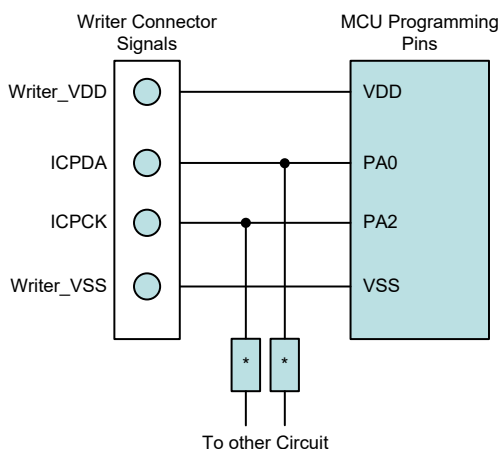 Writer Connector
Signals
MCU Programming
Pins
Writer_VDD
VDD
ICPDA
PA0
ICPCK
PA2
Writer_VSS
VSS
*
*
To other Circuit